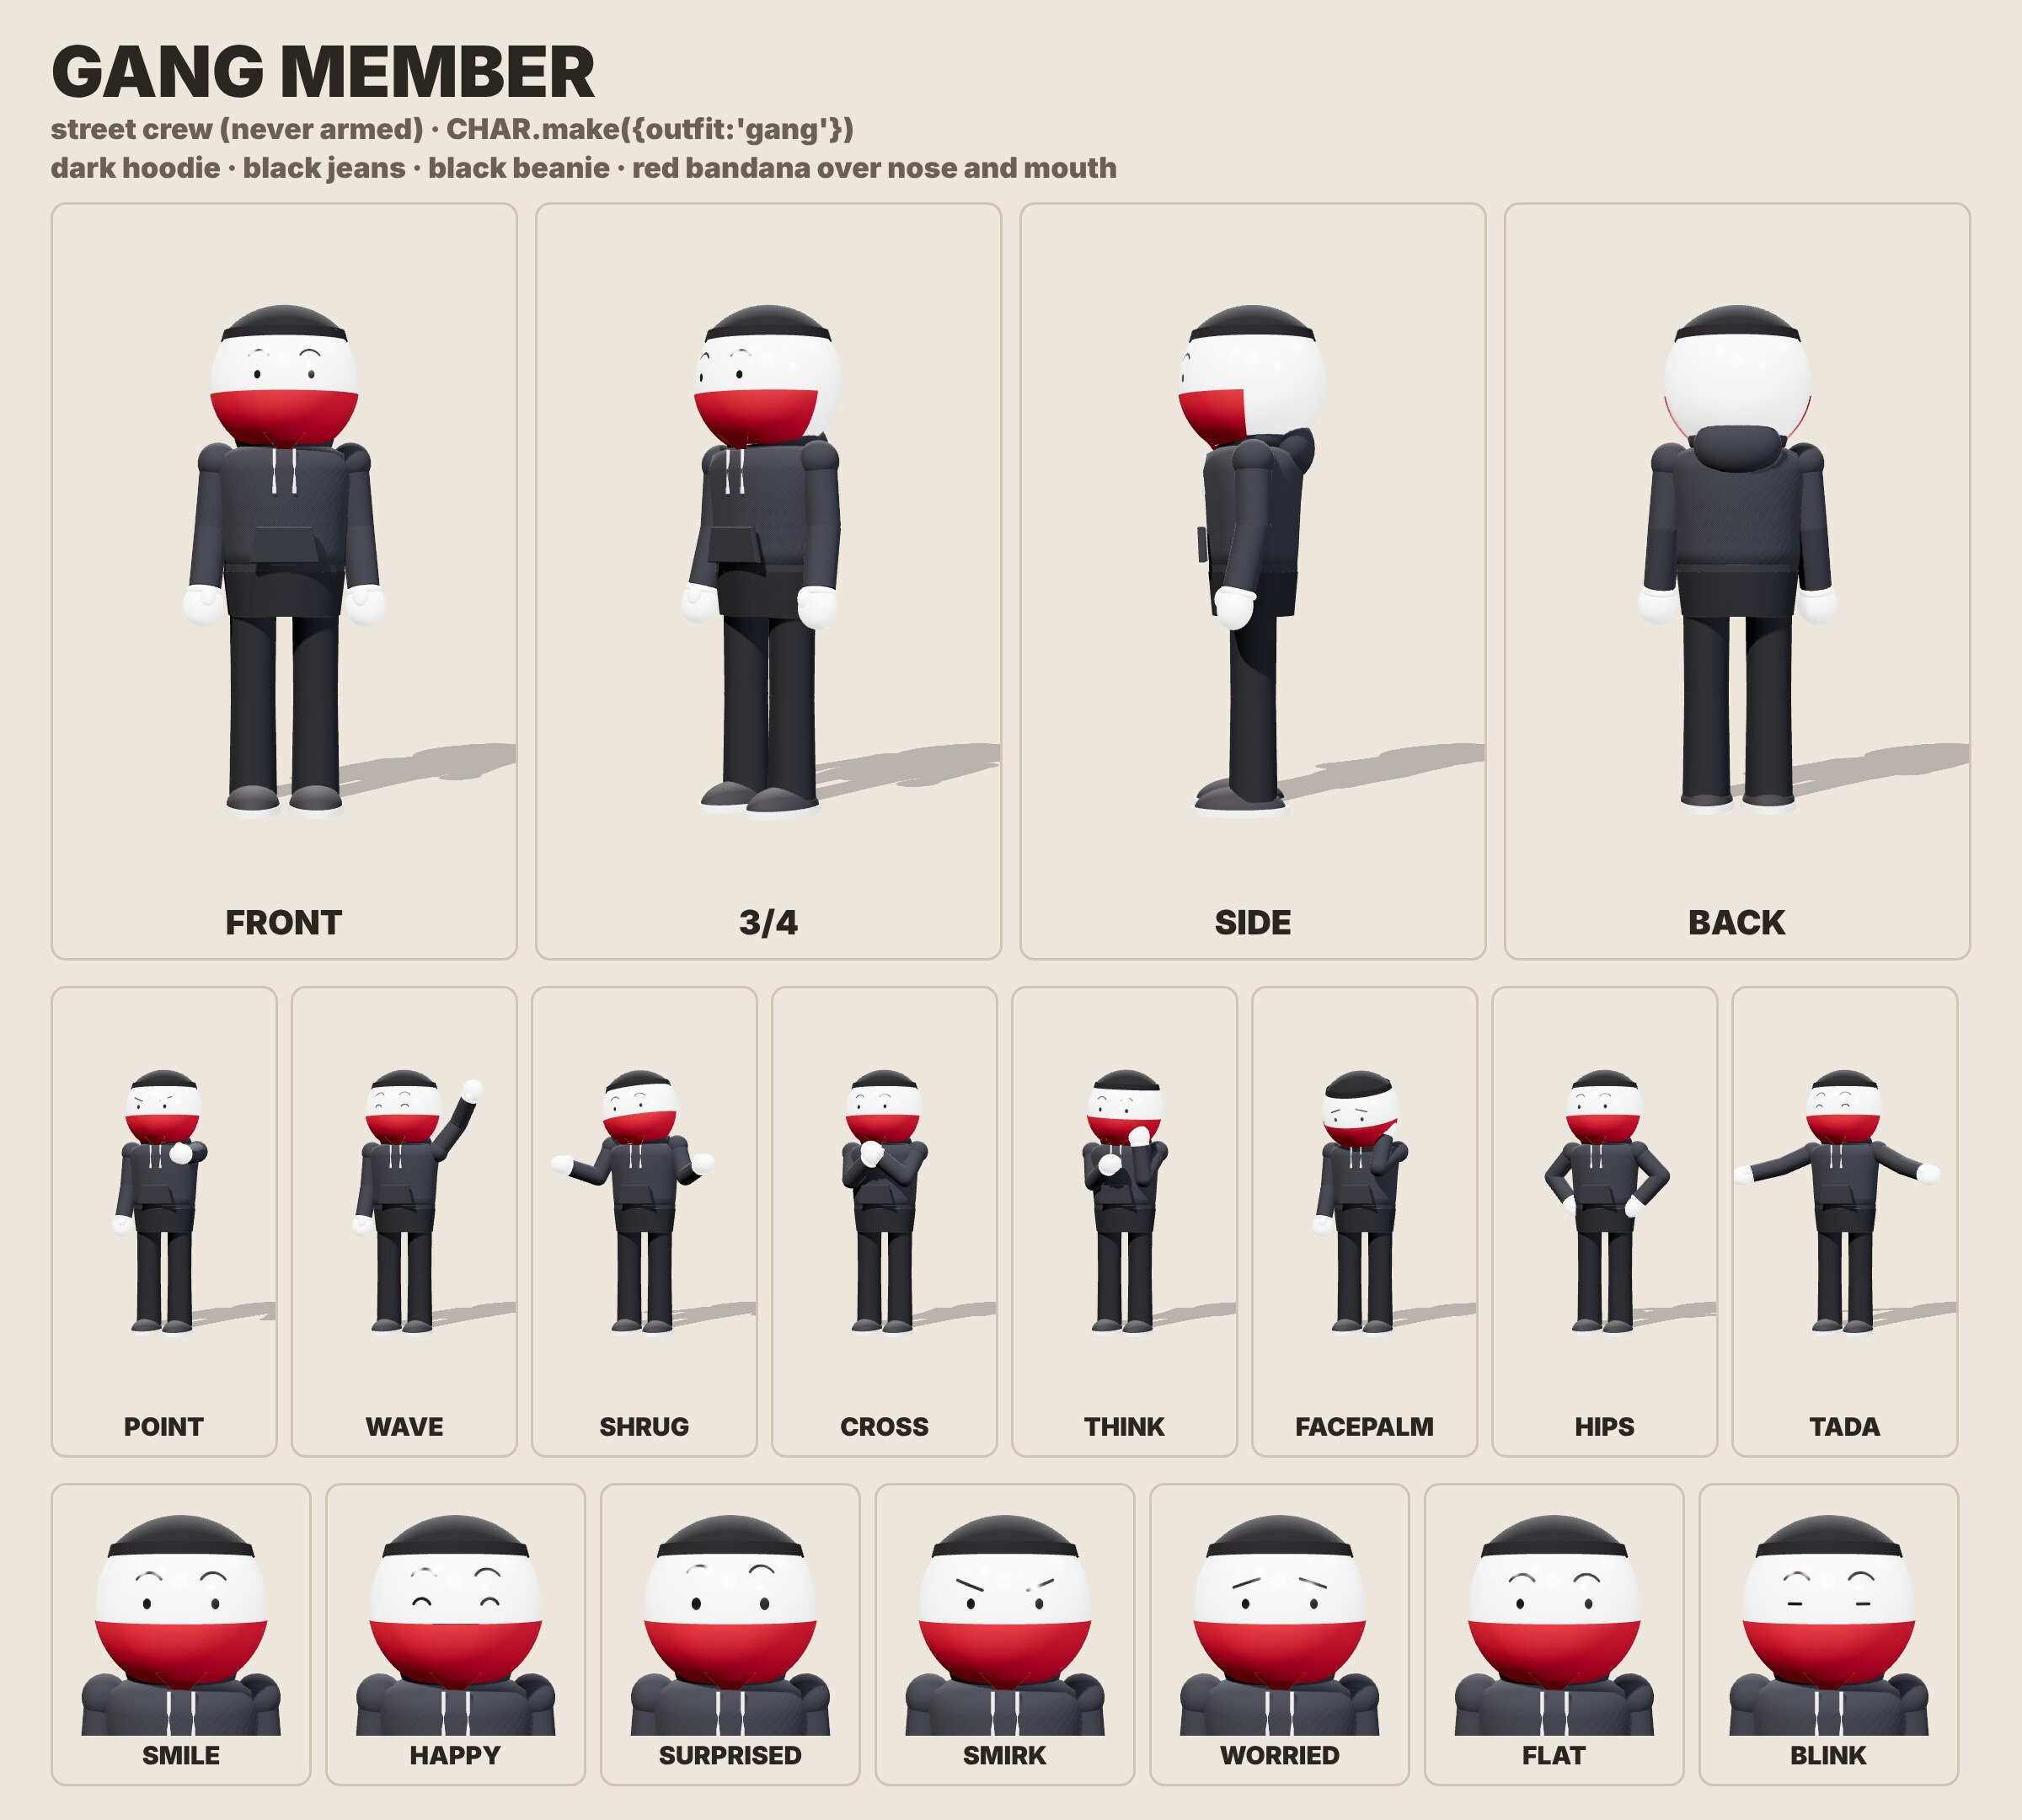 GANG MEMBER
street crew (never armed) · CHAR.make({outfit:'gang'})
dark hoodie · black jeans · black beanie · red bandana over nose and mouth
FRONT
3/4
SIDE
BACK
POINT
WAVE
SHRUG
CROSS
THINK
FACEPALM
HIPS
TADA
SMILE
HAPPY
SURPRISED
SMIRK
WORRIED
FLAT
BLINK